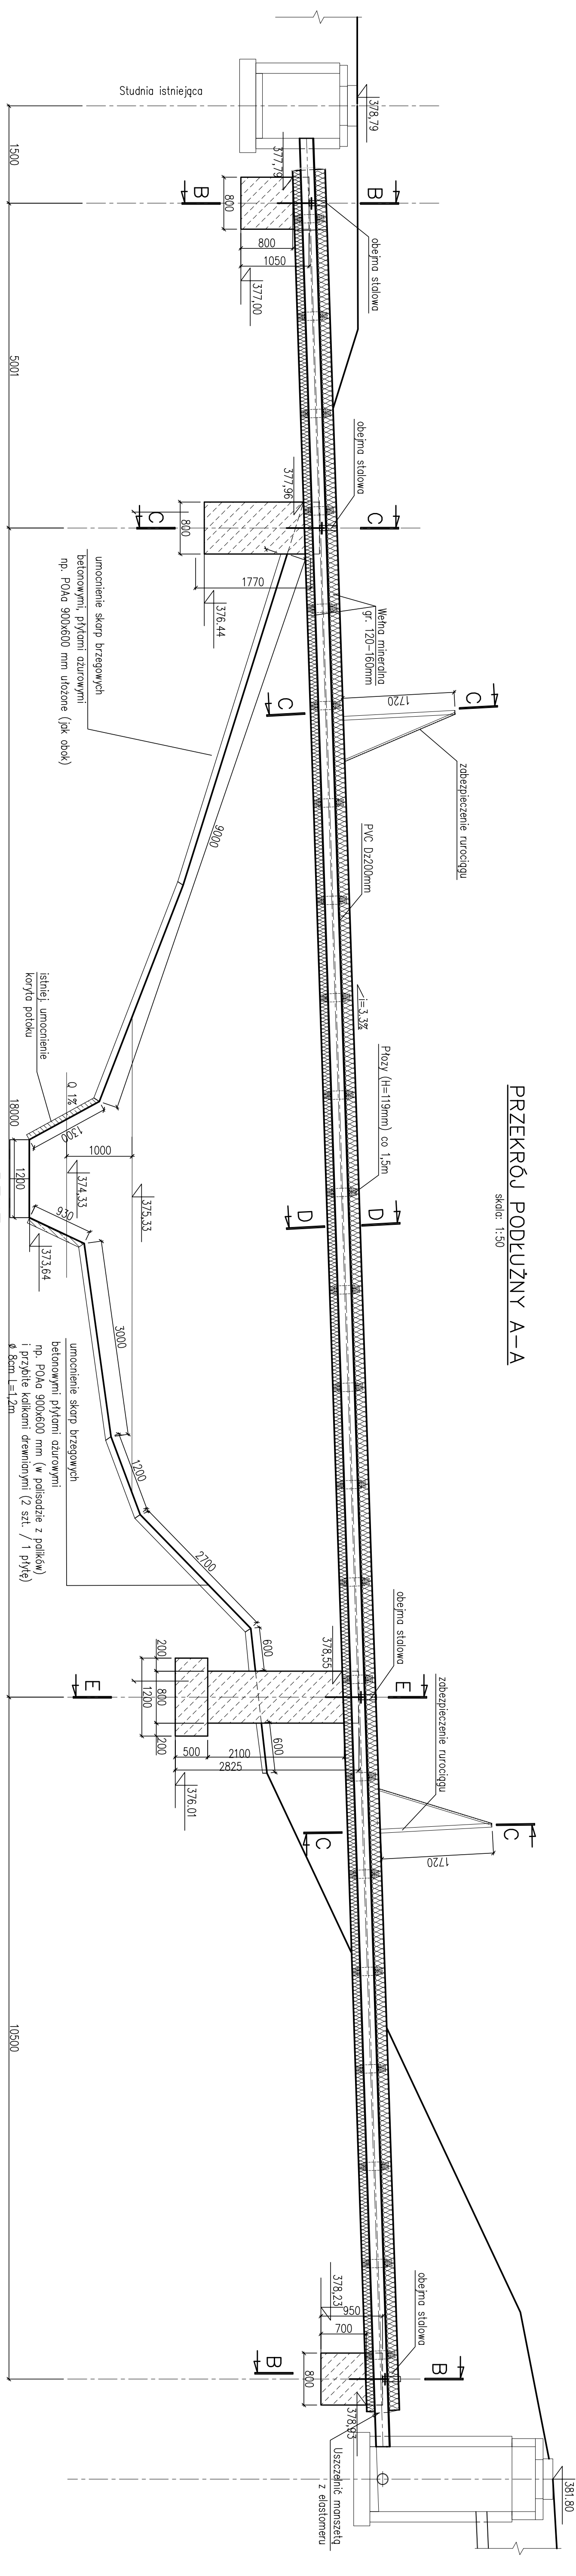 PRZEKRÓJ PODŁUŻNY A–A
skala: 1:50
Studnia istniejąca
378,79
377,79
1500
B
B
800
800
1050
377,00
obejma stalowa
5001
obejma stalowa
377,96
C
C
800
1770
376.44
umocnienie skarp brzegowych
betonowymi, płytami ażurowymi
np. POAa 900x600 mm ułożone (jak obok)
Wełna mineralna
gr. 120–160mm
C
C
1720
zabezpieczenie rurociągu
9000
PVC Dz200mm
i=3,3%
Płozy (H=119mm) co 1,5m
istniej. umocnienie
koryta potoku
Q 1%
1300
1000
18000
1200
374,33
375,33
930
373,64
D
D
3000
1200
2700
600
umocnienie skarp brzegowych
betonowymi płytami ażurowymi
np. POAa 900x600 mm (w palisadzie z palików)
i przybite kalikami drewnianymi (2 szt. / 1 płytę)
ø 8cm L=1,2m
378,55
obejma stalowa
E
E
200
800
200
1200
500
2100
2825
376.01
600
zabezpieczenie rurociągu
C
C
1720
10500
378,23
950
700
obejma stalowa
B
B
800
378,93
Uszczelnić manszetą
z elastomeru
381.80